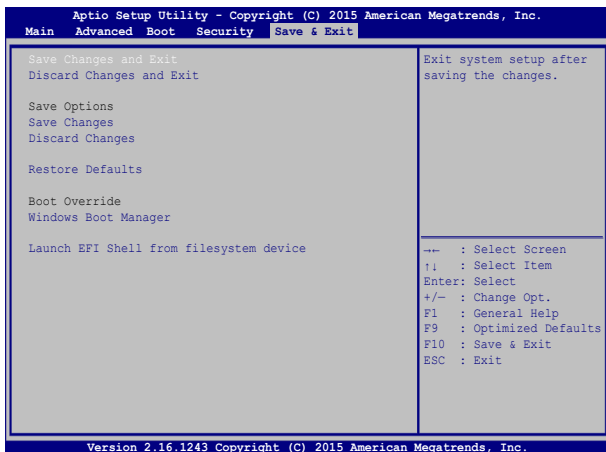 Aptio Setup Utility - Copyright (C) 2015 American Megatrends, Inc.
Main Advanced Boot Security Save & Exit
Save Changes and Exit
Discard Changes and Exit
Save Options
Save Changes
Discard Changes
Restore Defaults
Boot Override
Windows Boot Manager
Launch EFI Shell from filesystem device
Exit system setup after
saving the changes.
→← : Select Screen
↑↓ : Select Item
Enter: Select
+/— : Change Opt.
F1 : General Help
F9 : Optimized Defaults
F10 : Save & Exit
ESC : Exit
Version 2.16.1243 Copyright (C) 2015 American Megatrends, Inc.